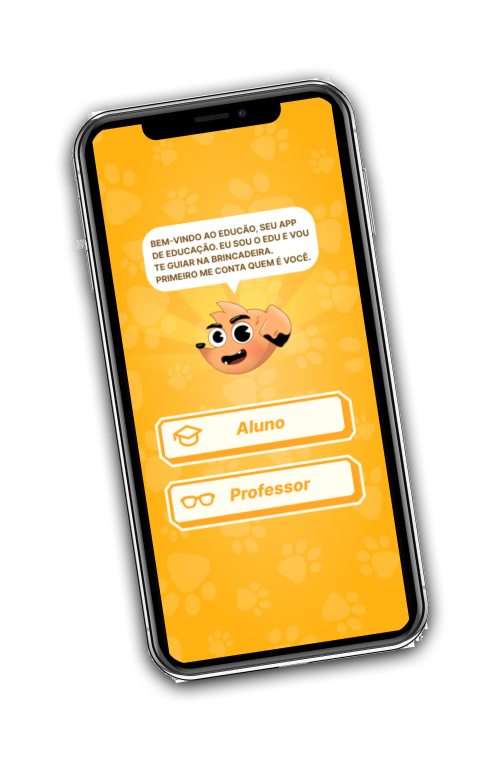 BEM-VINDO AO EDUCÃO, SEU APP
DE EDUCAÇÃO. EU SOU O EDU E VOU
TE GUIAR NA BRINCADEIRA.
PRIMEIRO ME CONTA QUEM É VOCÊ.
Aluno
Professor